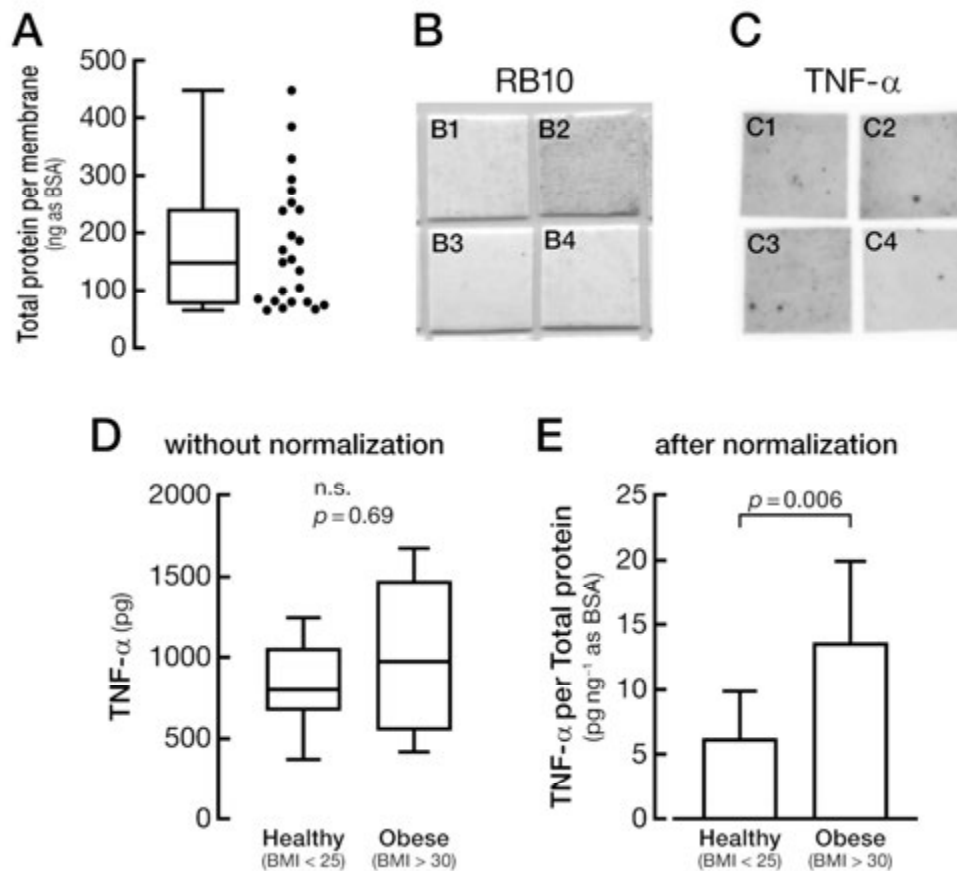 A
Total protein per membrane
(ng as BSA)
500
400
300
200
100
0
B
RB10
B1
B2
B3
B4
C
TNF-α
C1
C2
C3
C4
D
without normalization
TNF-α (pg)
2000
1500
1000
500
0
n.s.
p = 0.69
Healthy
(BMI < 25)
Obese
(BMI > 30)
E
after normalization
TNF-α per Total protein
(pg ng⁻¹ as BSA)
25
20
15
10
5
0
p = 0.006
Healthy
(BMI < 25)
Obese
(BMI > 30)